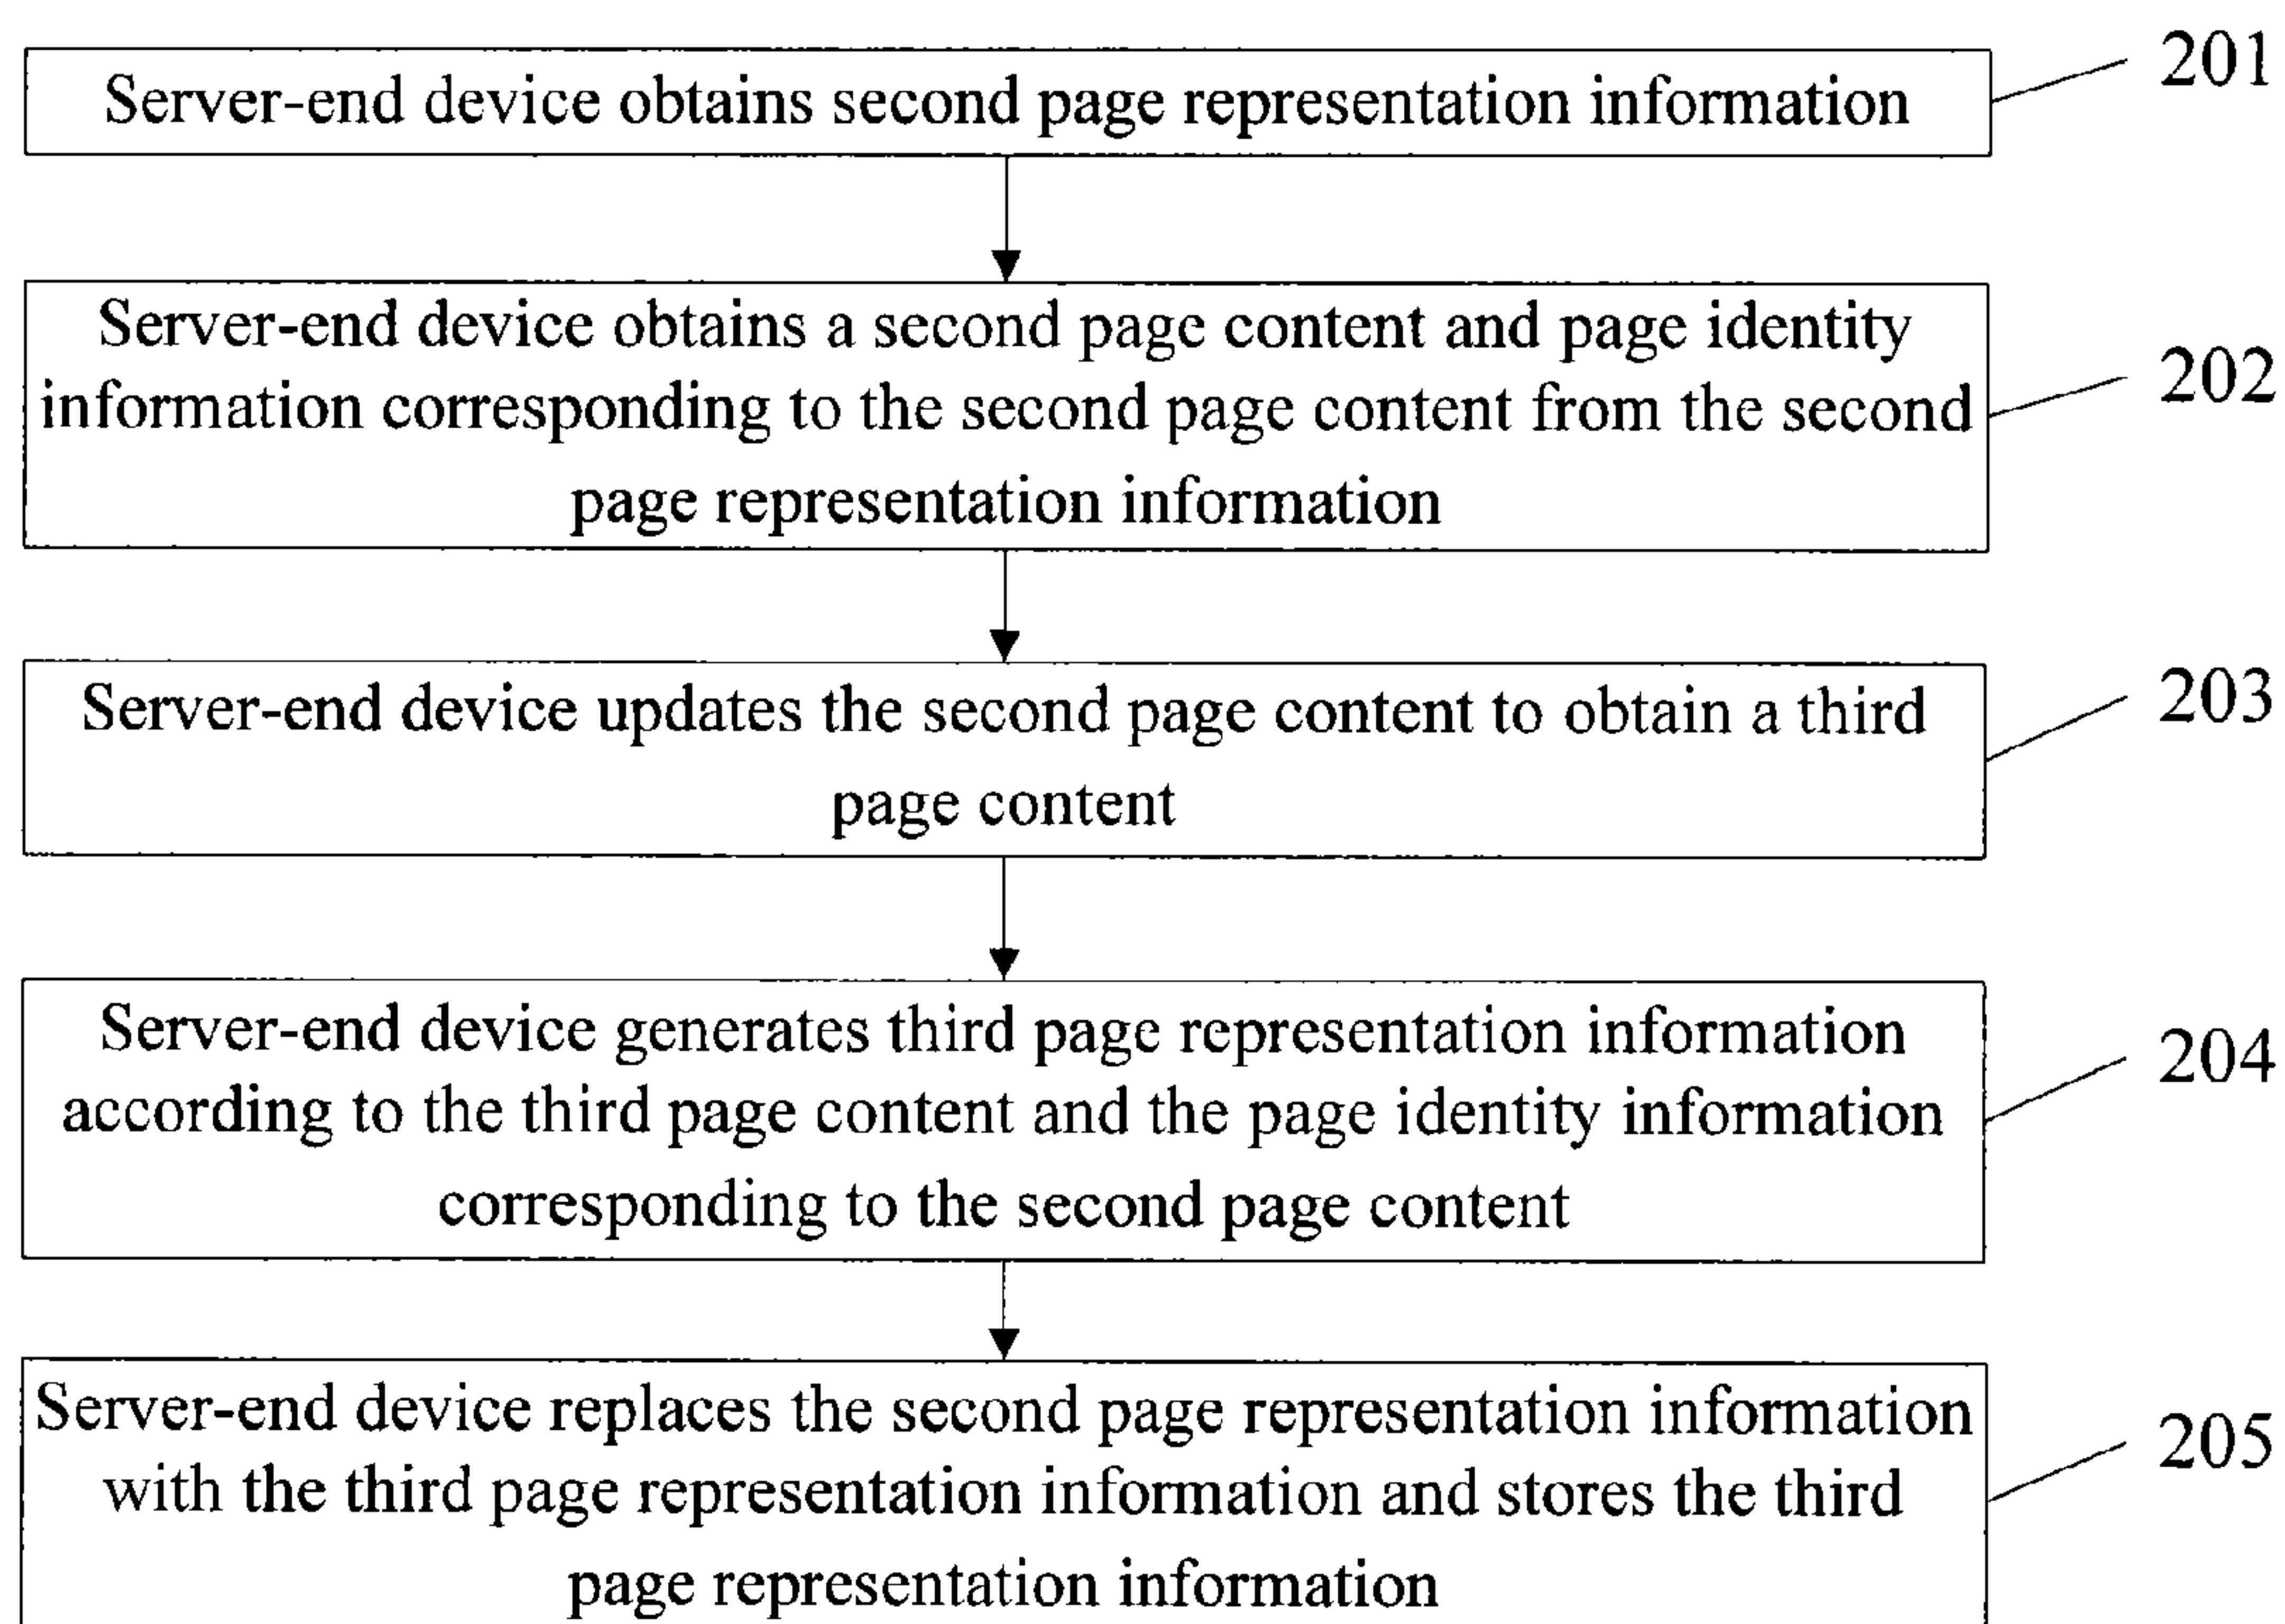 Server-end device obtains second page representation information
201
Server-end device obtains a second page content and page identity
information corresponding to the second page content from the second
page representation information
202
Server-end device updates the second page content to obtain a third
page content
203
Server-end device generates third page representation information
according to the third page content and the page identity information
corresponding to the second page content
204
Server-end device replaces the second page representation information
with the third page representation information and stores the third
page representation information
205